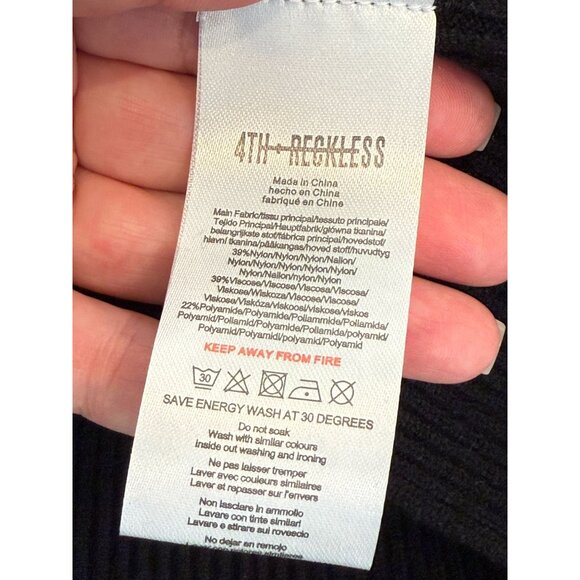 4TH+RECKLESS
Made in China
hecho en China
fabriqué en Chine
Main Fabric/tissu principal/tessuto principale/
Tejido Principal/Hauptfabrik/główna tkanina/
belangrijkste stof/fábrica principal/hovedstof/
hlavní tkanina/pääkangas/hoved stoff/huvudtyg
39%Nylon/Nylon/Nylon/Nailon/
Nylon/Nylon/Nylon/Nylon/Nylon/
Nylon/Nailon/nylon/Nylon
39%Viscose/Viscose/Viscosa/Viscosa/
Viskose/Wiskoza/Viscose/Viscose/
Viskose/Viskóza/viskoosi/viskose/viskos
22%Polyamide/Polyamide/Poliammide/Poliamida/
Polyamid/Poliamid/Polyamide/Polyamide/polyamid/
Polyamid/Polyamidi/polyamid/Polyamid
KEEP AWAY FROM FIRE
30
SAVE ENERGY WASH AT 30 DEGREES
Do not soak
Wash with similar colours
inside out washing and ironing
Ne pas laisser tremper
Laver avec couleurs similaires
Laver et repasser sur l'envers
Non lasciare in ammollo
Lavare con tinte similari
Lavare e stirare sul rovescio
No dejar en remojo